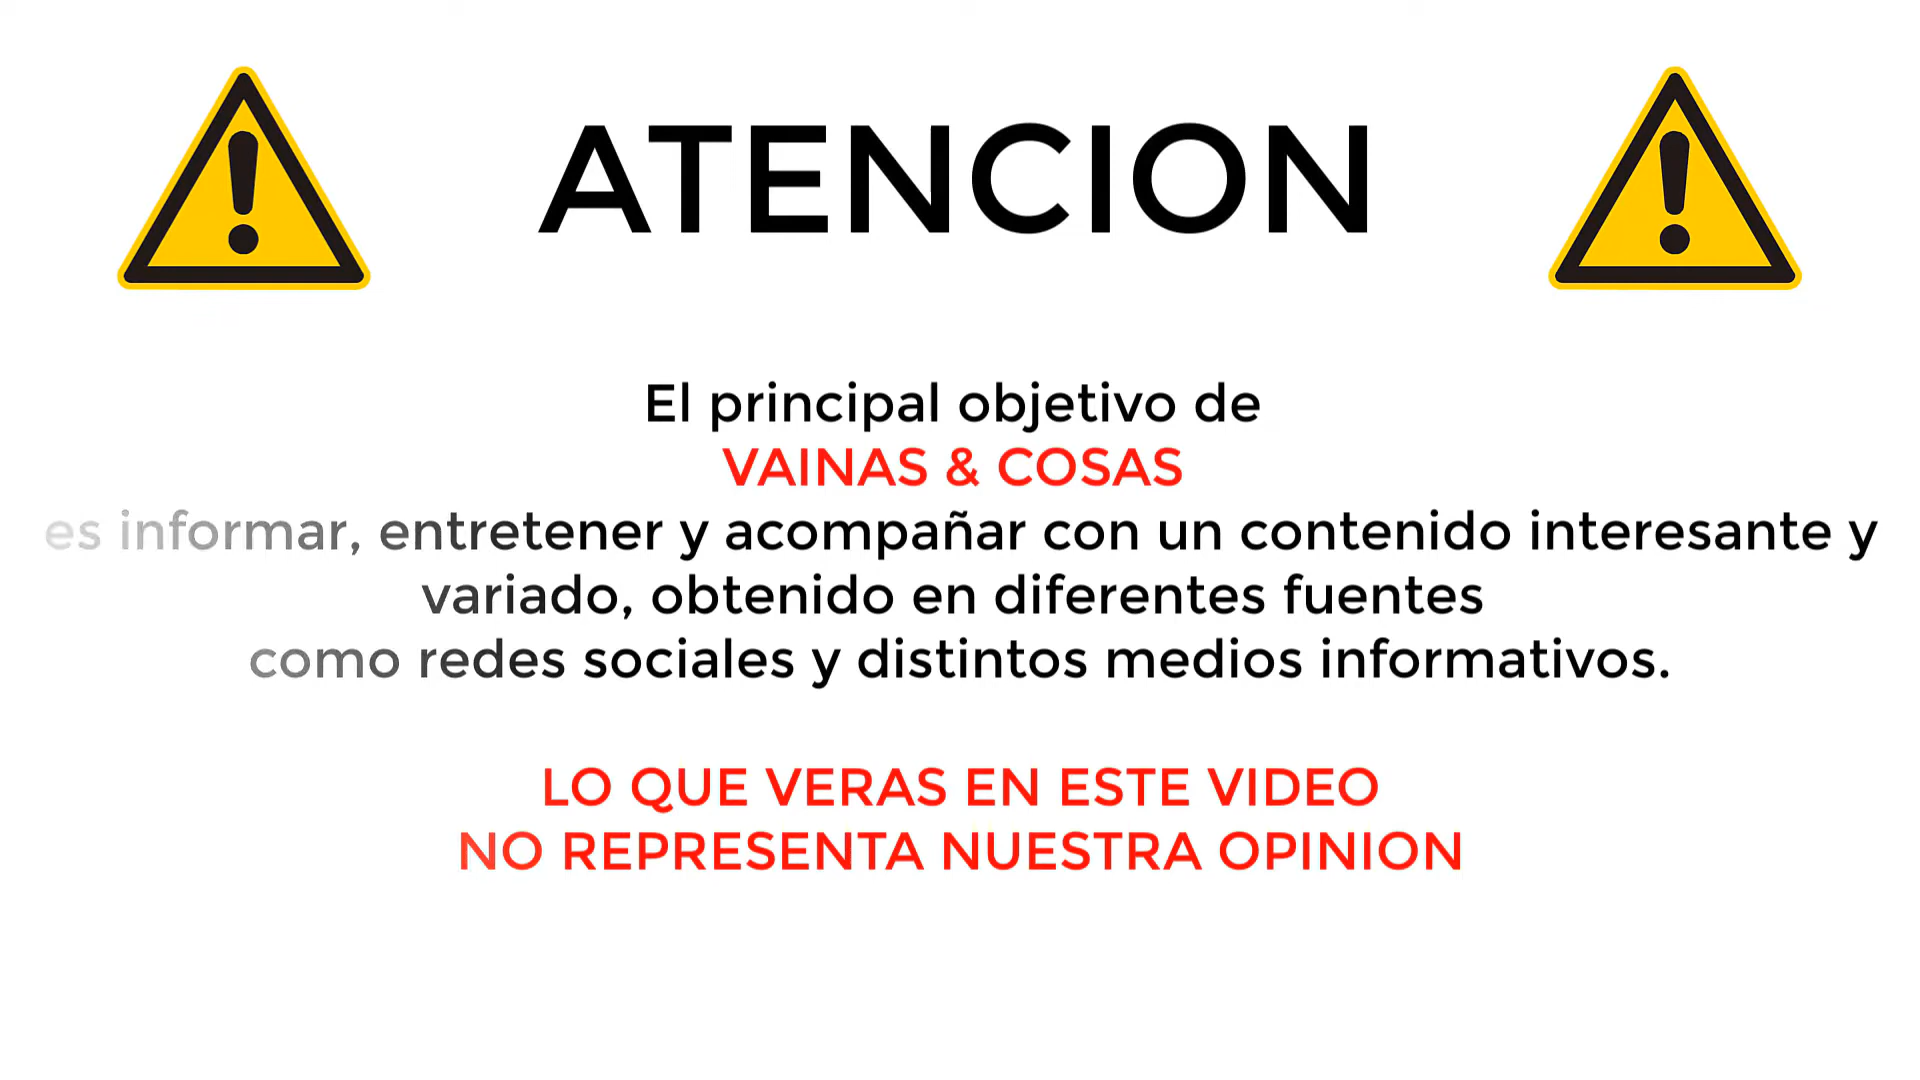 ATENCION
El principal objetivo de
VAINAS & COSAS
es informar, entretener y acompañar con un contenido interesante y
variado, obtenido en diferentes fuentes
como redes sociales y distintos medios informativos.
LO QUE VERAS EN ESTE VIDEO
NO REPRESENTA NUESTRA OPINION